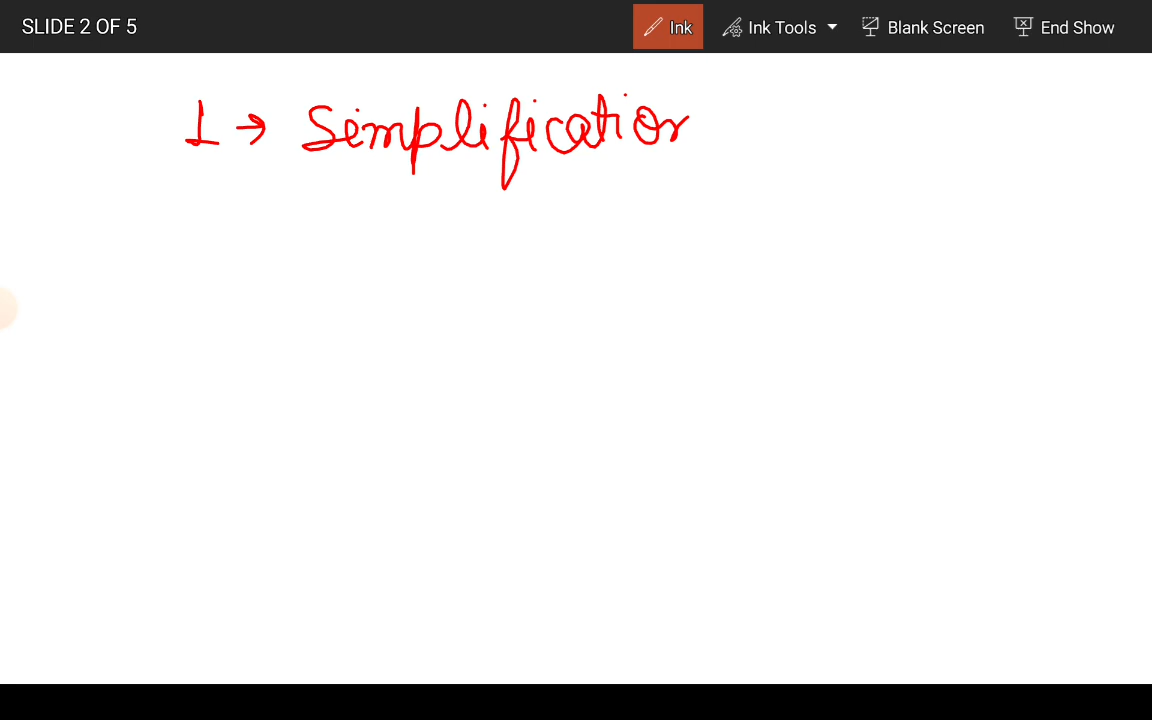 SLIDE 2 OF 5
Ink Ink Tools Blank Screen End Show
1 → Simplification